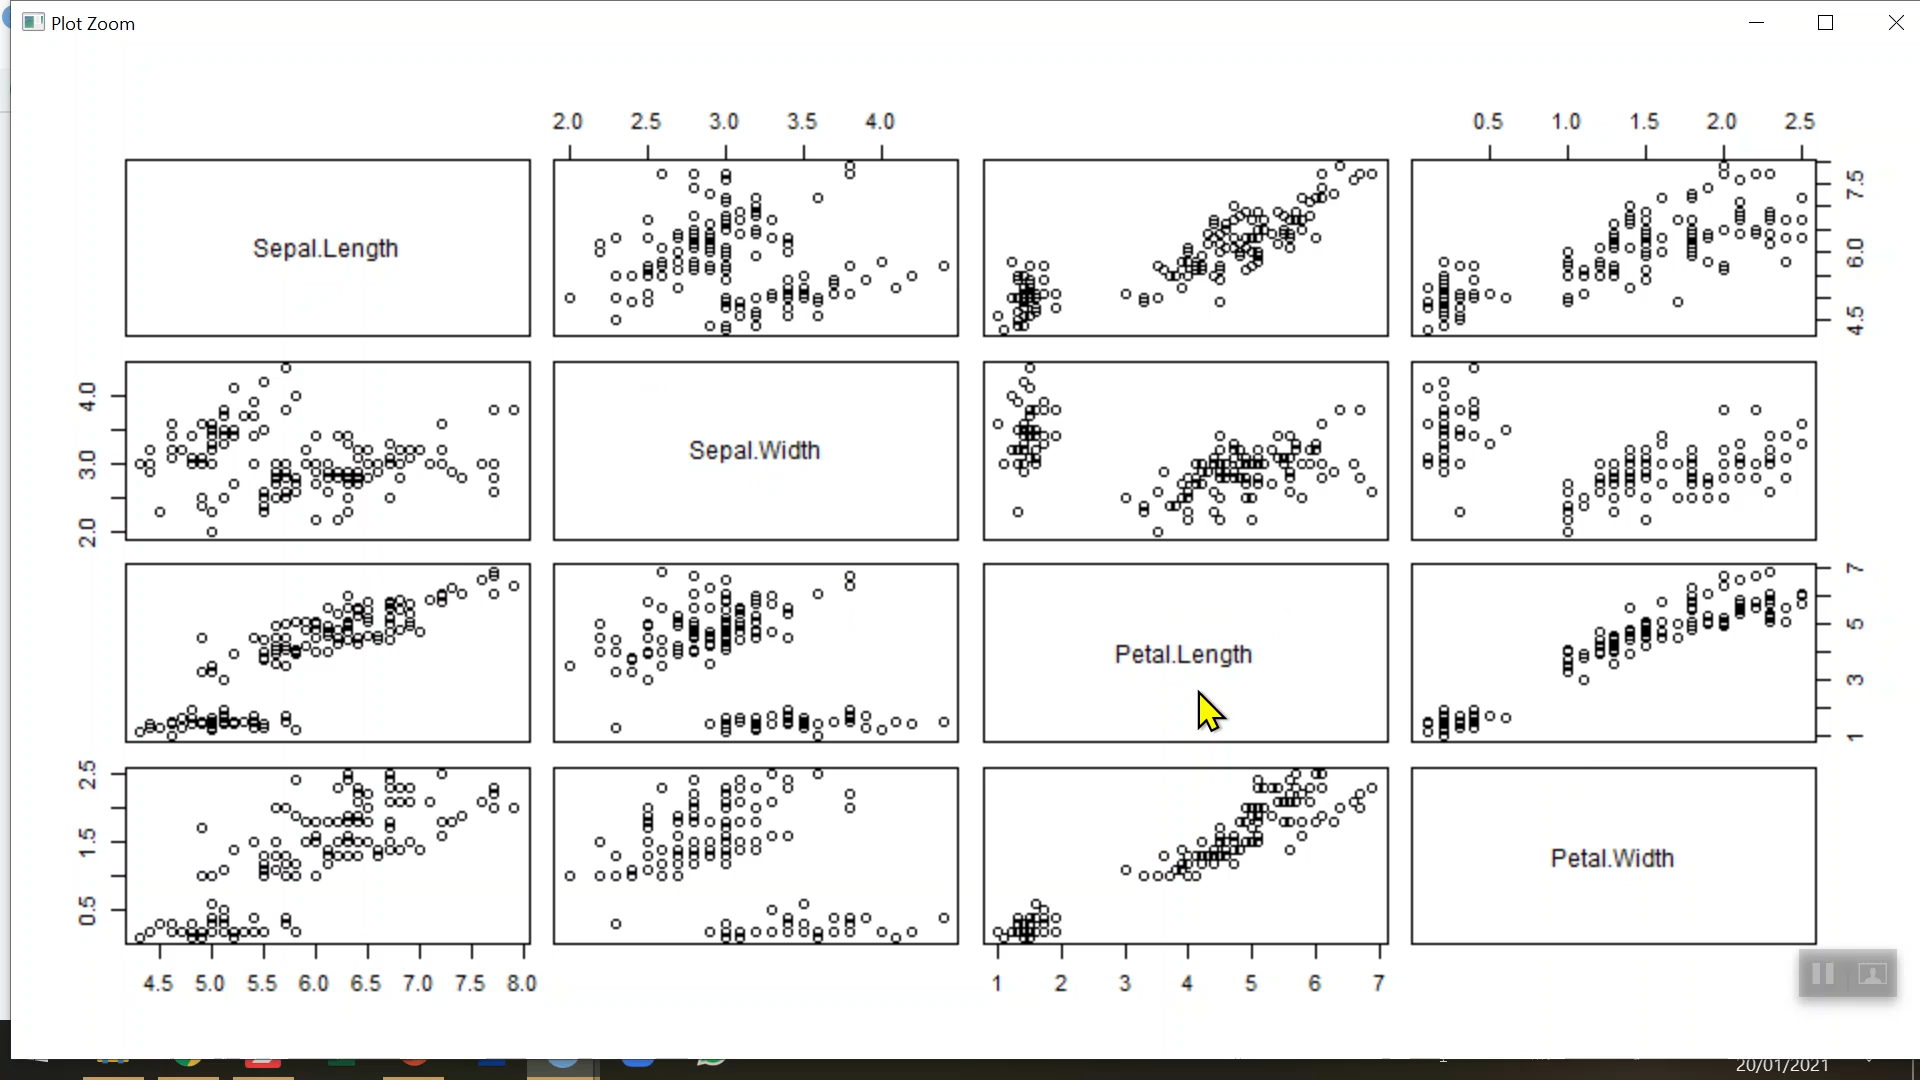 Plot Zoom
2.0 2.5 3.0 3.5 4.0
0.5 1.0 1.5 2.0 2.5
Sepal.Length
4.5 6.0 7.5
2.0 3.0 4.0
Sepal.Width
Petal.Length
1 3 5 7
0.5 1.5 2.5
Petal.Width
4.5 5.0 5.5 6.0 6.5 7.0 7.5 8.0
1 2 3 4 5 6 7
20/01/2021